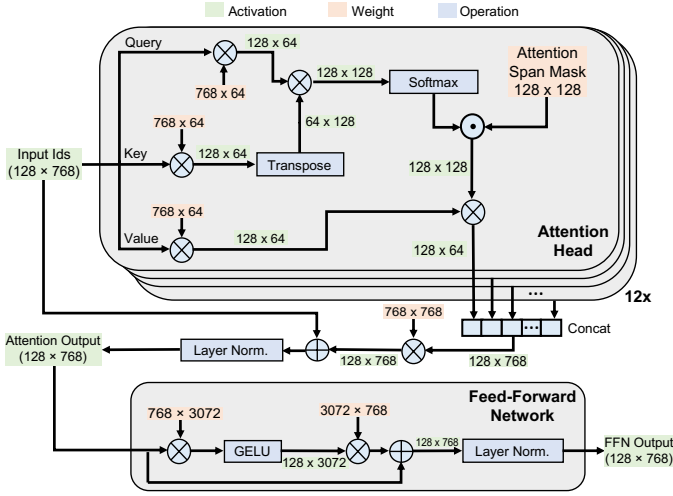 Activation
Weight
Operation
Query
128 x 64
768 x 64
128 x 128
Softmax
Attention
Span Mask
128 x 128
64 x 128
768 x 64
Input Ids
(128 × 768)
Key
128 x 64
Transpose
128 x 128
768 x 64
Value
128 x 64
128 x 64
Attention
Head
...
12x
768 x 768
...
Concat
Attention Output
(128 × 768)
Layer Norm.
128 x 768
128 x 768
Feed-Forward
Network
768 × 3072
3072 × 768
GELU
128 x 3072
128 x 768
Layer Norm.
FFN Output
(128 × 768)